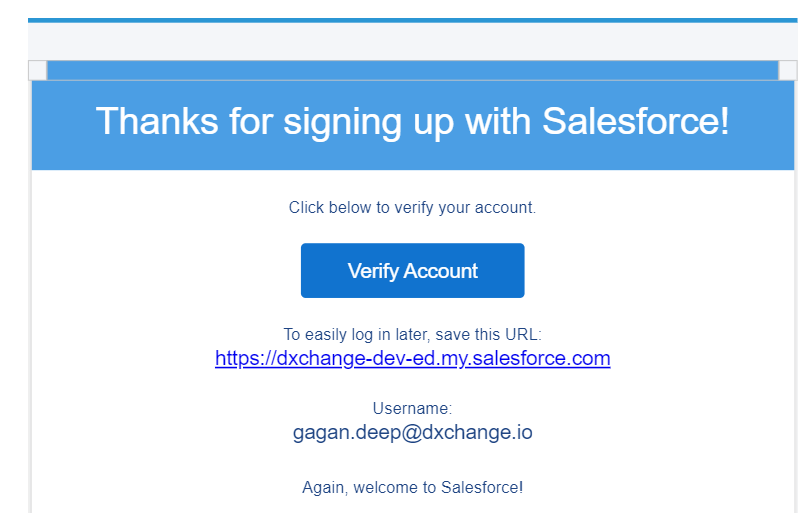 Thanks for signing up with Salesforce!
Click below to verify your account.
Verify Account
To easily log in later, save this URL:
https://dxchange-dev-ed.my.salesforce.com
Username:
gagan.deep@dxchange.io
Again, welcome to Salesforce!